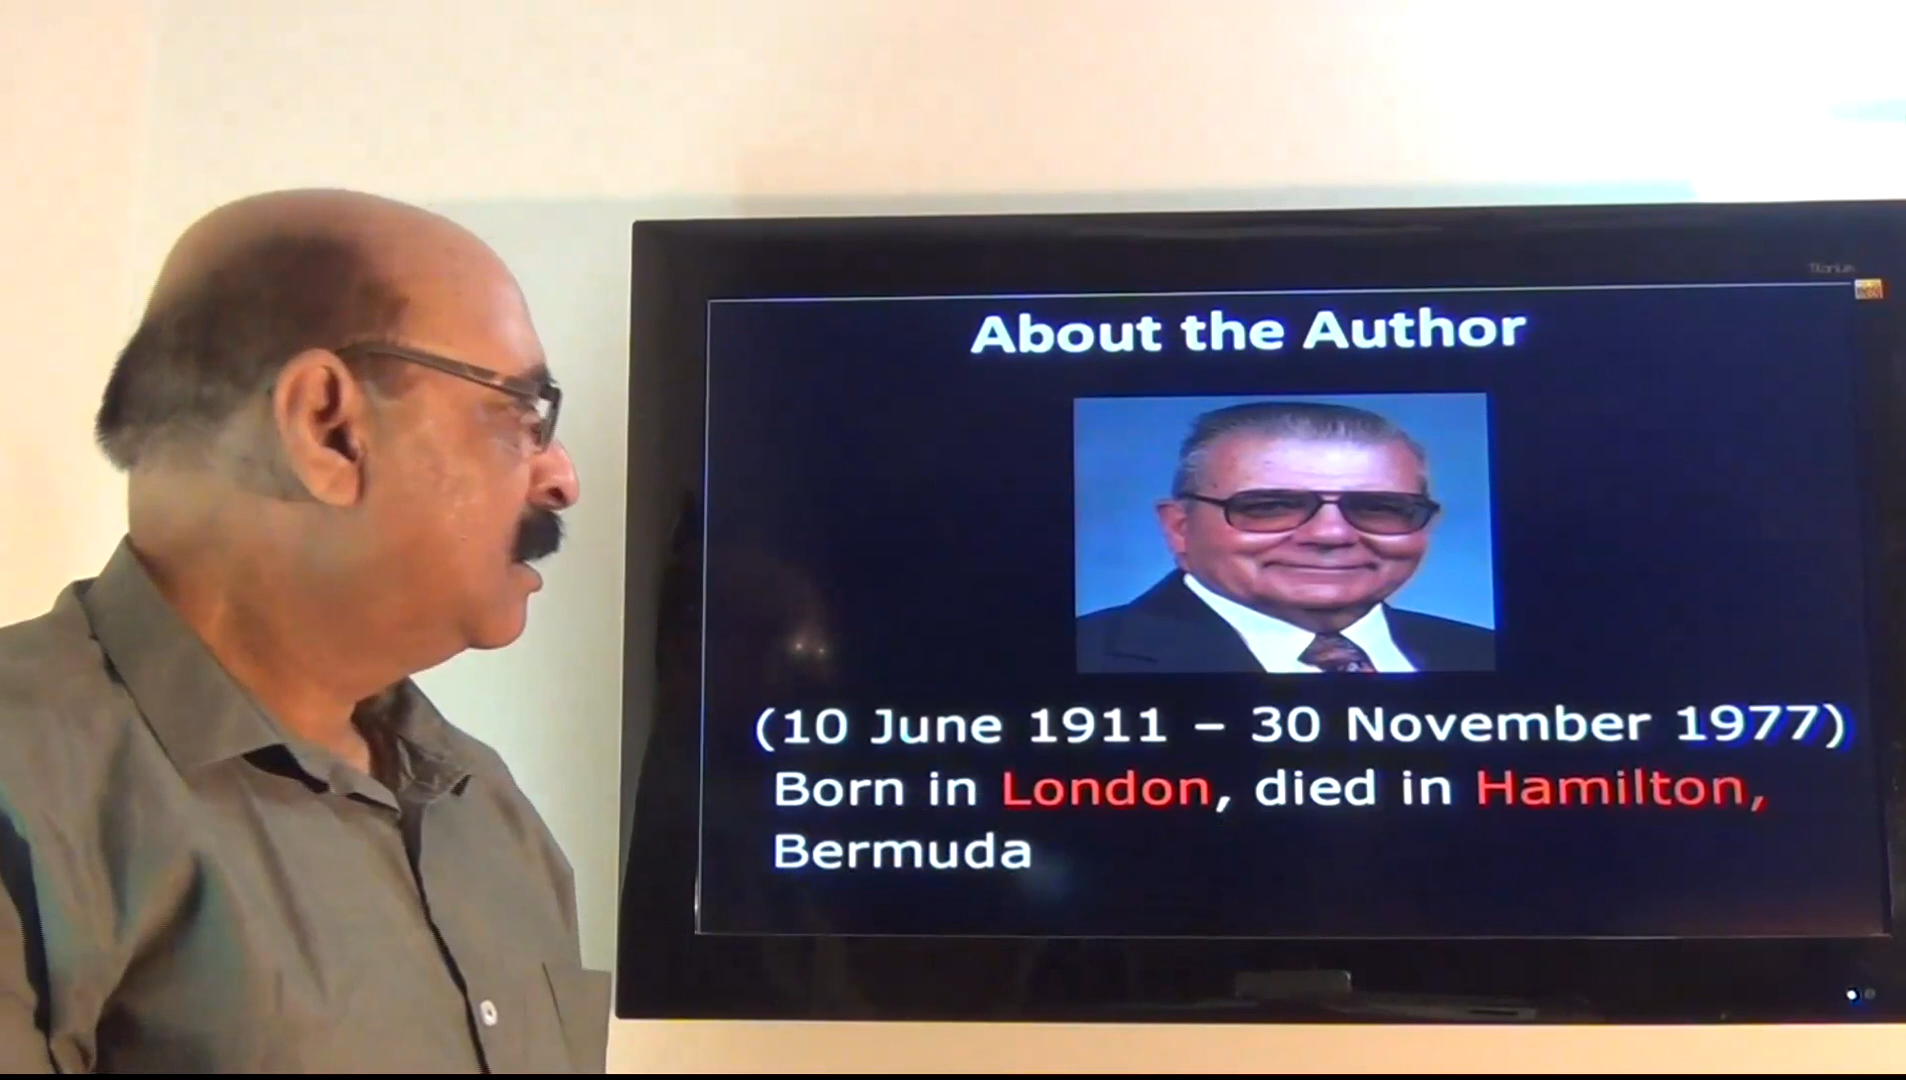 About the Author
(10 June 1911 – 30 November 1977)
Born in London, died in Hamilton,
Bermuda